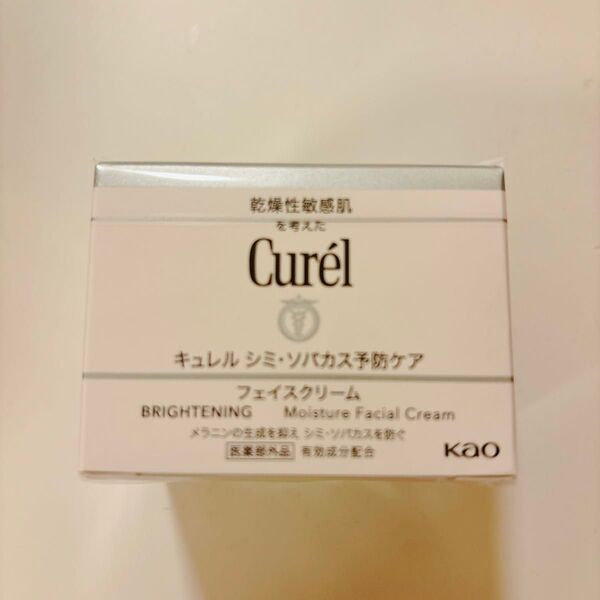 乾燥性敏感肌
を考えた
Curél
キュレル シミ・ソバカス予防ケア
フェイスクリーム
BRIGHTENING Moisture Facial Cream
メラニンの生成を抑え シミ・ソバカスを防ぐ
医薬部外品 有効成分配合
Kao